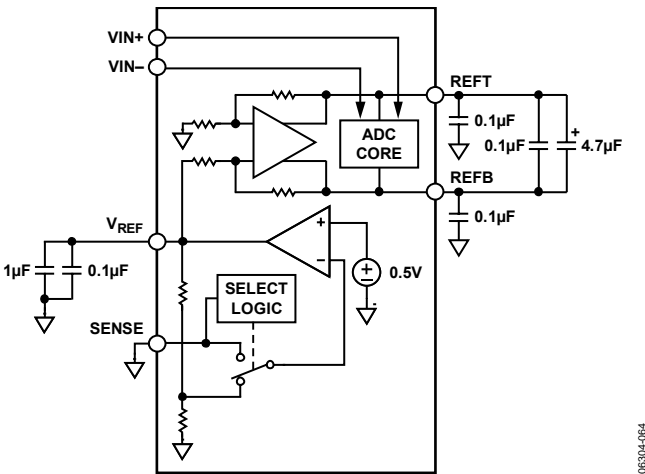 VIN+
VIN–
REFT
0.1µF
ADC
CORE
0.1µF
+
4.7µF
REFB
0.1µF
VREF
+
–
1µF
0.1µF
0.5V
+
–
SELECT
LOGIC
SENSE
06304-064